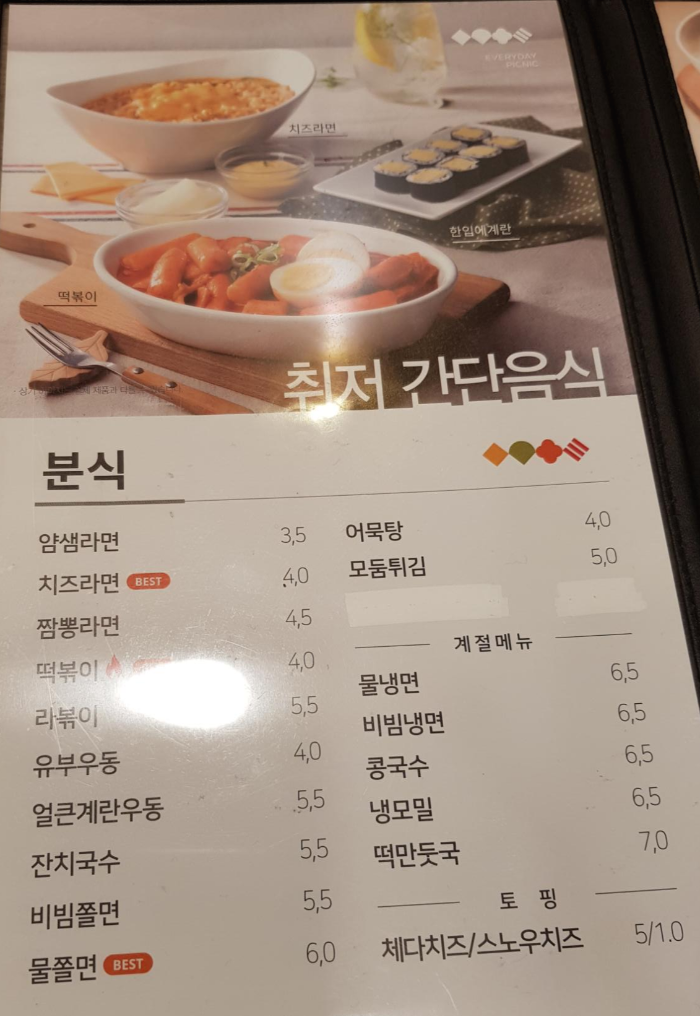 EVERYDAY
PICNIC
치즈라면
한입에계란
떡볶이
취저 간단음식
분식
얌샘라면 3,5
치즈라면 BEST 4,0
짬뽕라면 4,5
떡볶이 4,0
라볶이 5,5
유부우동 4,0
얼큰계란우동 5,5
잔치국수 5,5
비빔쫄면 5,5
물쫄면 BEST 6,0
어묵탕 4,0
모둠튀김 5,0
계절메뉴
물냉면 6,5
비빔냉면 6,5
콩국수 6,5
냉모밀 6,5
떡만둣국 7,0
토핑
체다치즈/스노우치즈 5/1.0